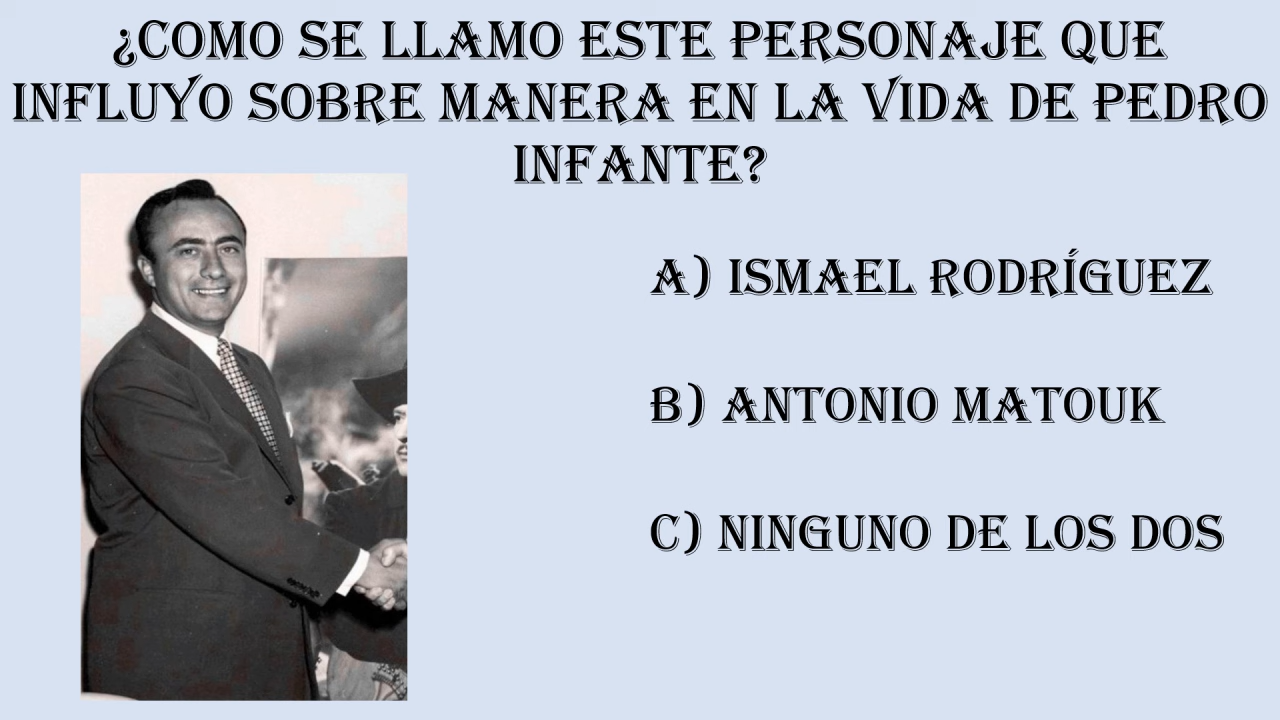 ¿COMO SE LLAMO ESTE PERSONAJE QUE
INFLUYO SOBRE MANERA EN LA VIDA DE PEDRO
INFANTE?
A) ISMAEL RODRÍGUEZ
B) ANTONIO MATOUK
C) NINGUNO DE LOS DOS